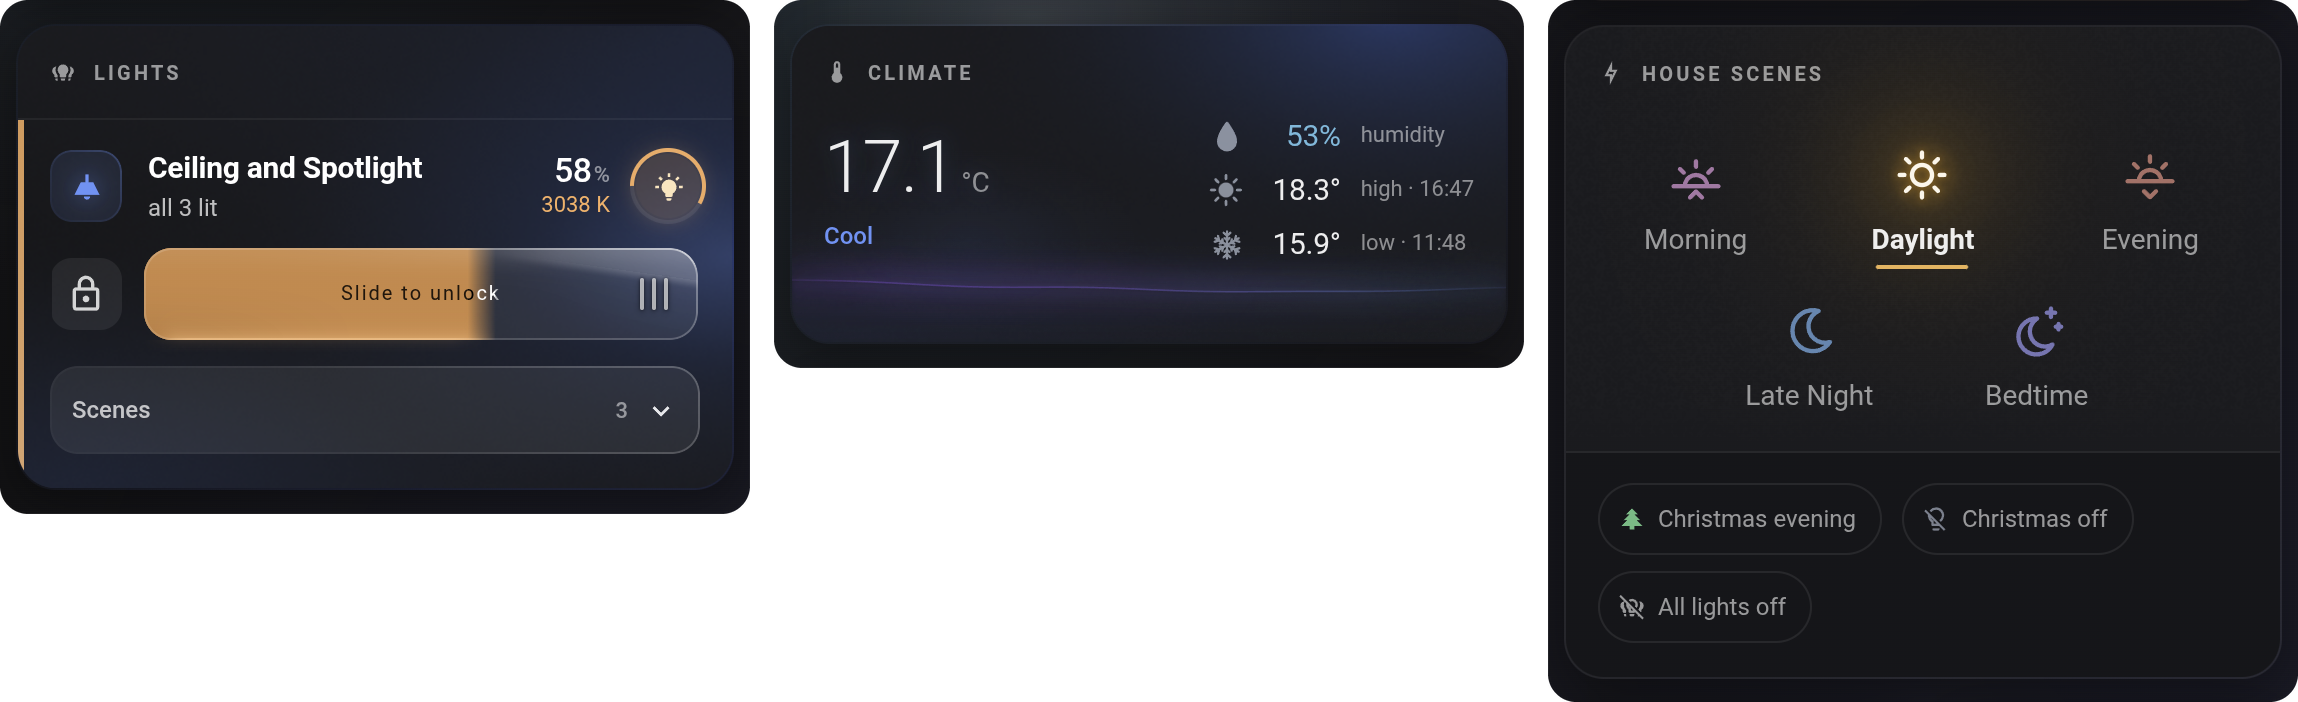 LIGHTS
Ceiling and Spotlight
all 3 lit
58%
3038 K
Slide to unlock
Scenes
3
CLIMATE
17.1 °C
Cool
53% humidity
18.3° high · 16:47
15.9° low · 11:48
HOUSE SCENES
Morning
Daylight
Evening
Late Night
Bedtime
Christmas evening
Christmas off
All lights off